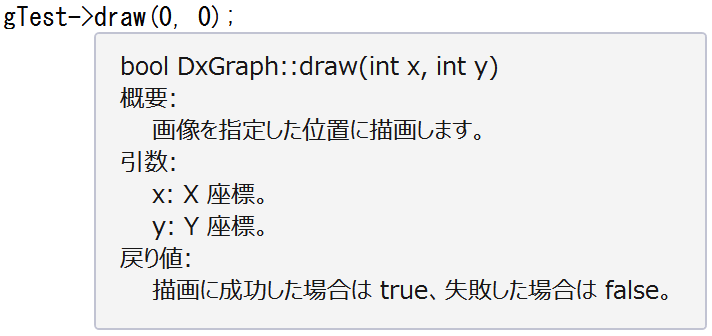 gTest->draw(0, 0);
bool DxGraph::draw(int x, int y)
概要:
画像を指定した位置に描画します。
引数:
x: X 座標。
y: Y 座標。
戻り値:
描画に成功した場合は true、失敗した場合は false。